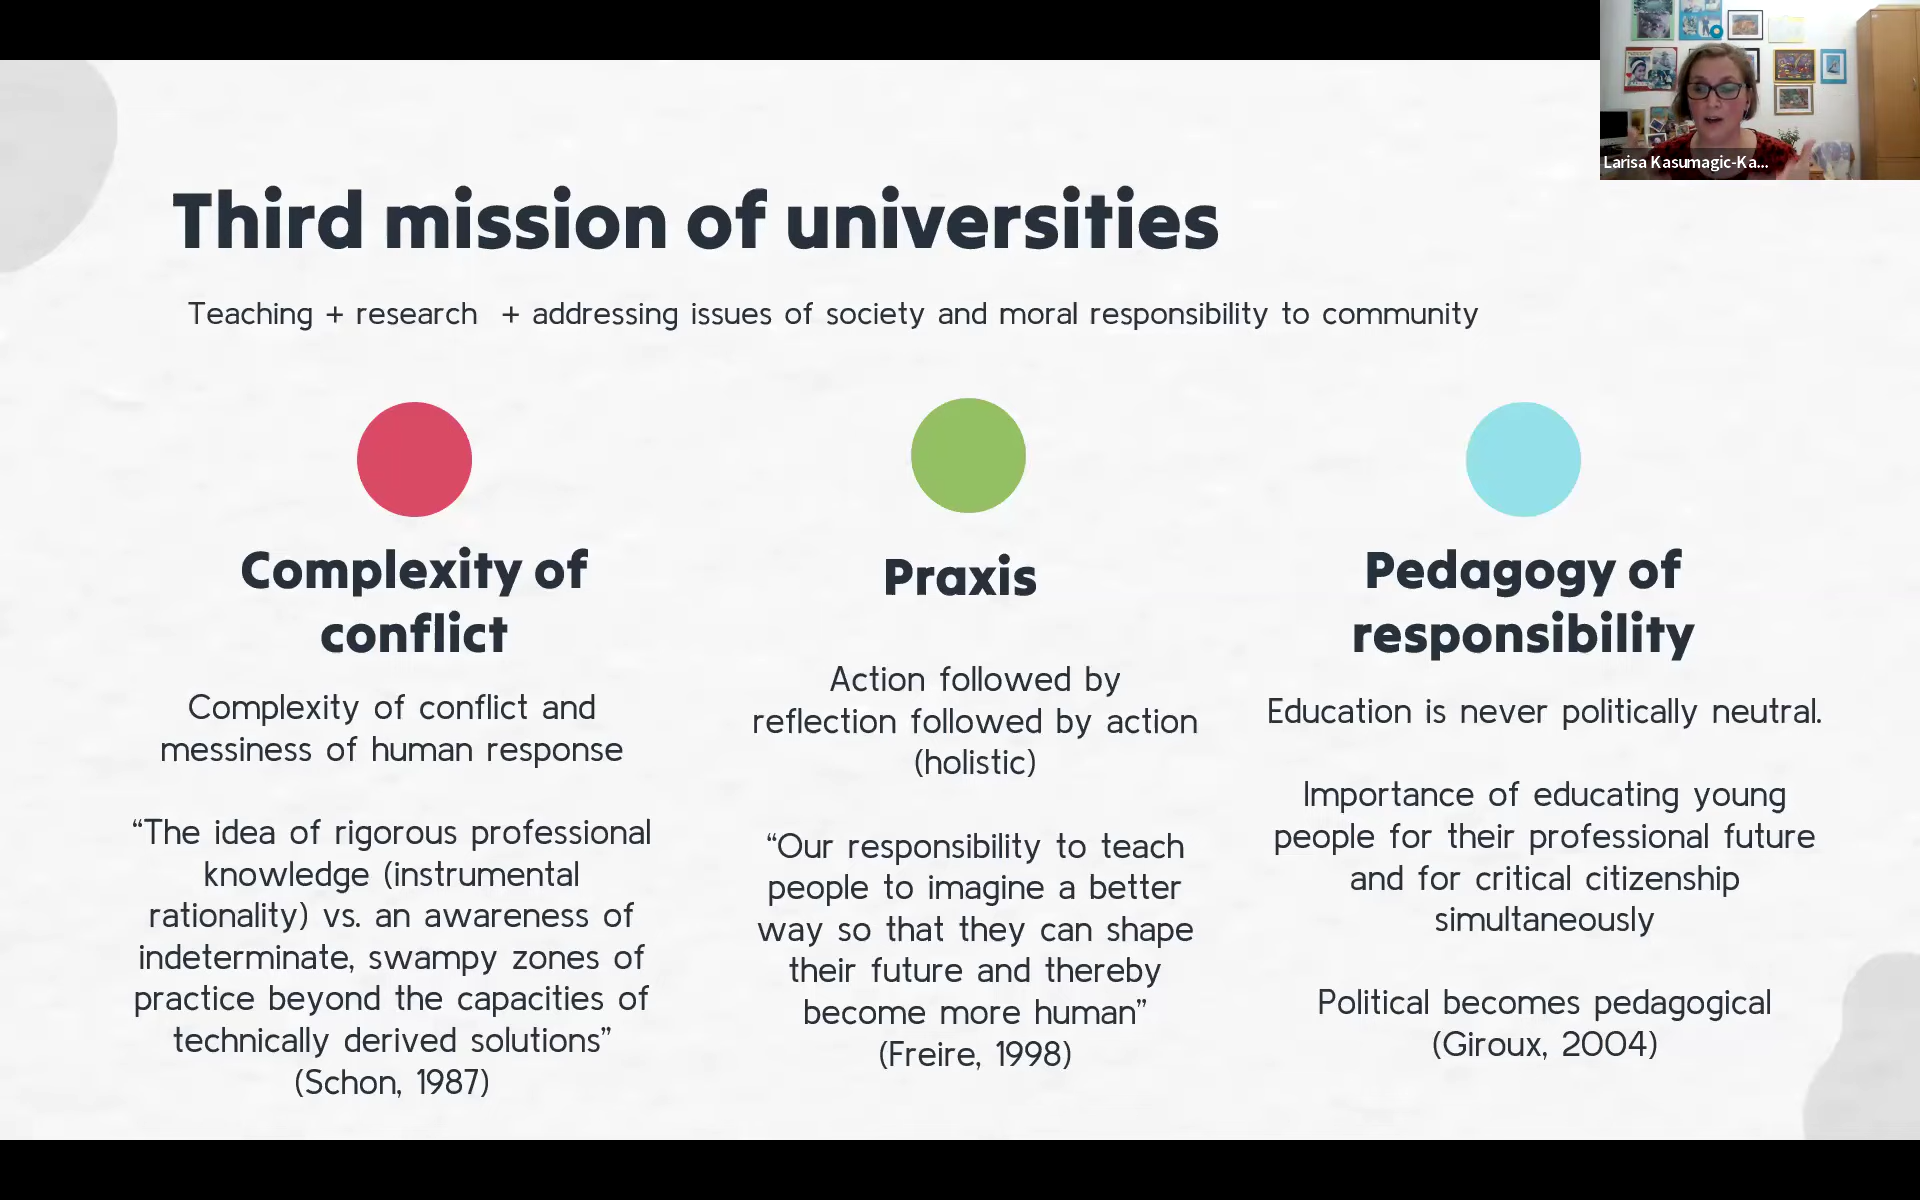 Larisa Kasumagic-Ka...
Third mission of universities
Teaching + research + addressing issues of society and moral responsibility to community
Complexity of
conflict
Complexity of conflict and
messiness of human response
“The idea of rigorous professional
knowledge (instrumental
rationality) vs. an awareness of
indeterminate, swampy zones of
practice beyond the capacities of
technically derived solutions”
(Schon, 1987)
Praxis
Action followed by
reflection followed by action
(holistic)
“Our responsibility to teach
people to imagine a better
way so that they can shape
their future and thereby
become more human”
(Freire, 1998)
Pedagogy of
responsibility
Education is never politically neutral.
Importance of educating young
people for their professional future
and for critical citizenship
simultaneously
Political becomes pedagogical
(Giroux, 2004)